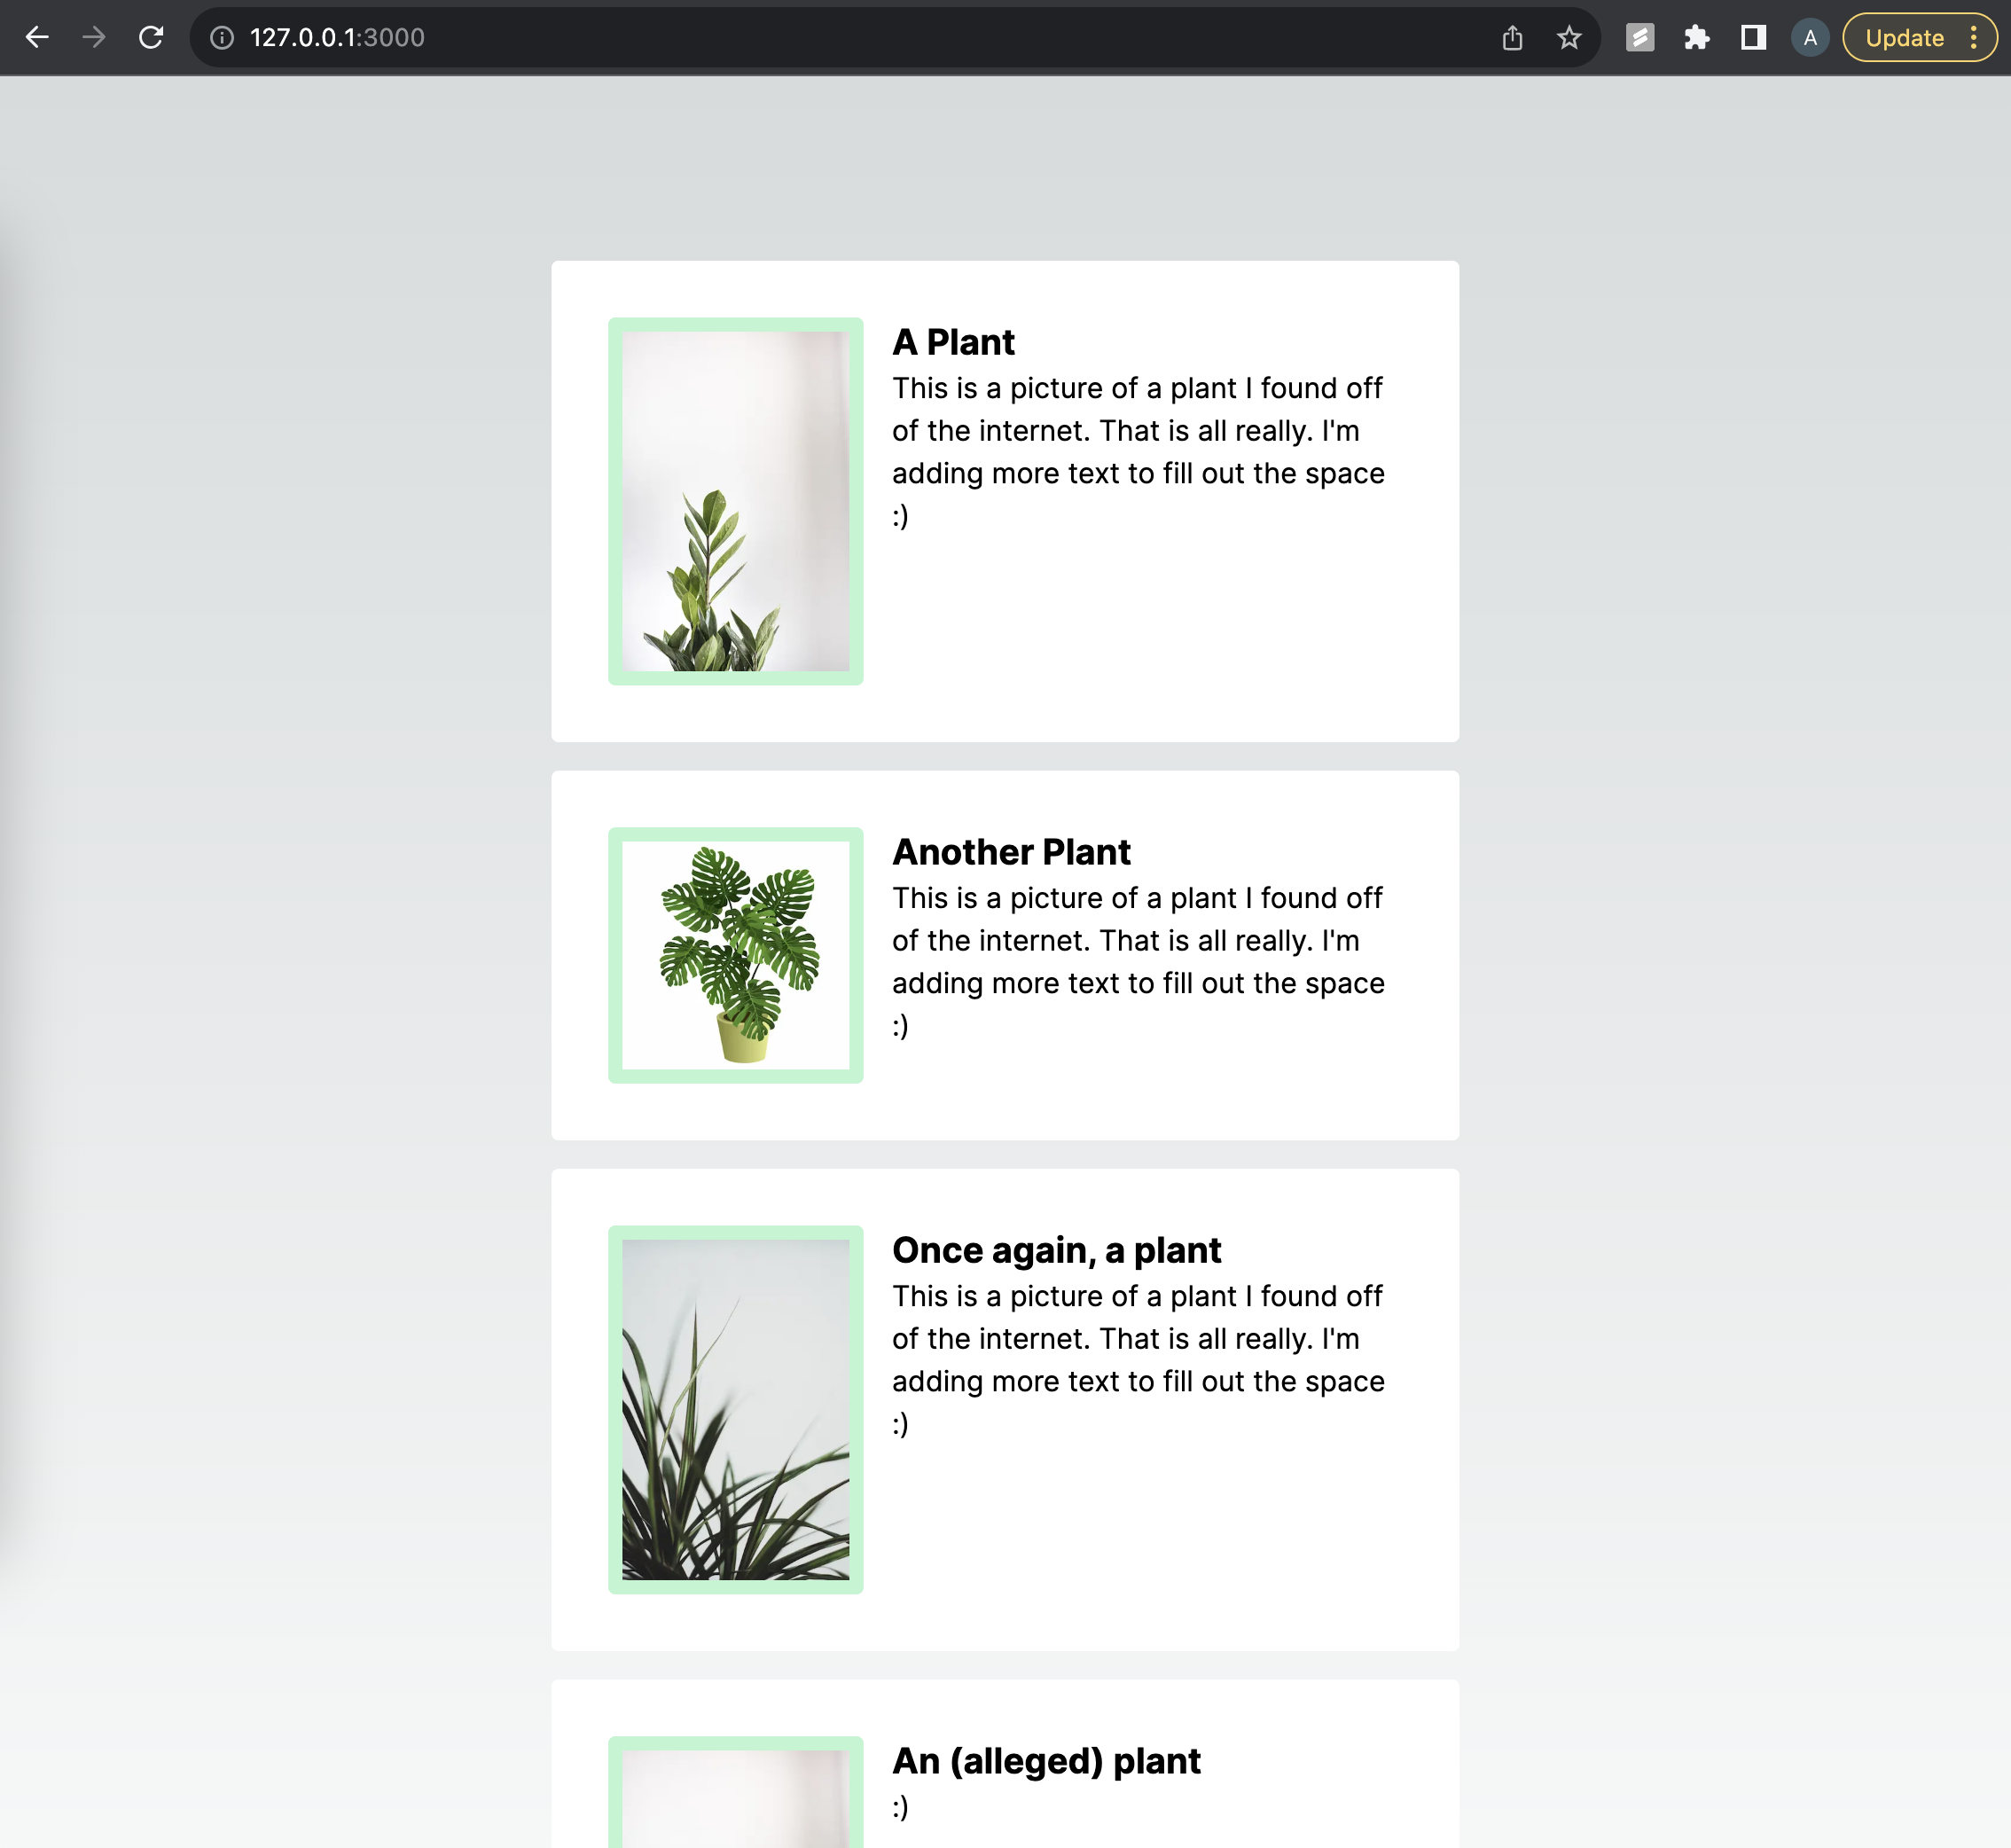 127.0.0.1:3000
A
Update
A Plant
This is a picture of a plant I found off
of the internet. That is all really. I'm
adding more text to fill out the space
:)
Another Plant
This is a picture of a plant I found off
of the internet. That is all really. I'm
adding more text to fill out the space
:)
Once again, a plant
This is a picture of a plant I found off
of the internet. That is all really. I'm
adding more text to fill out the space
:)
An (alleged) plant
:)